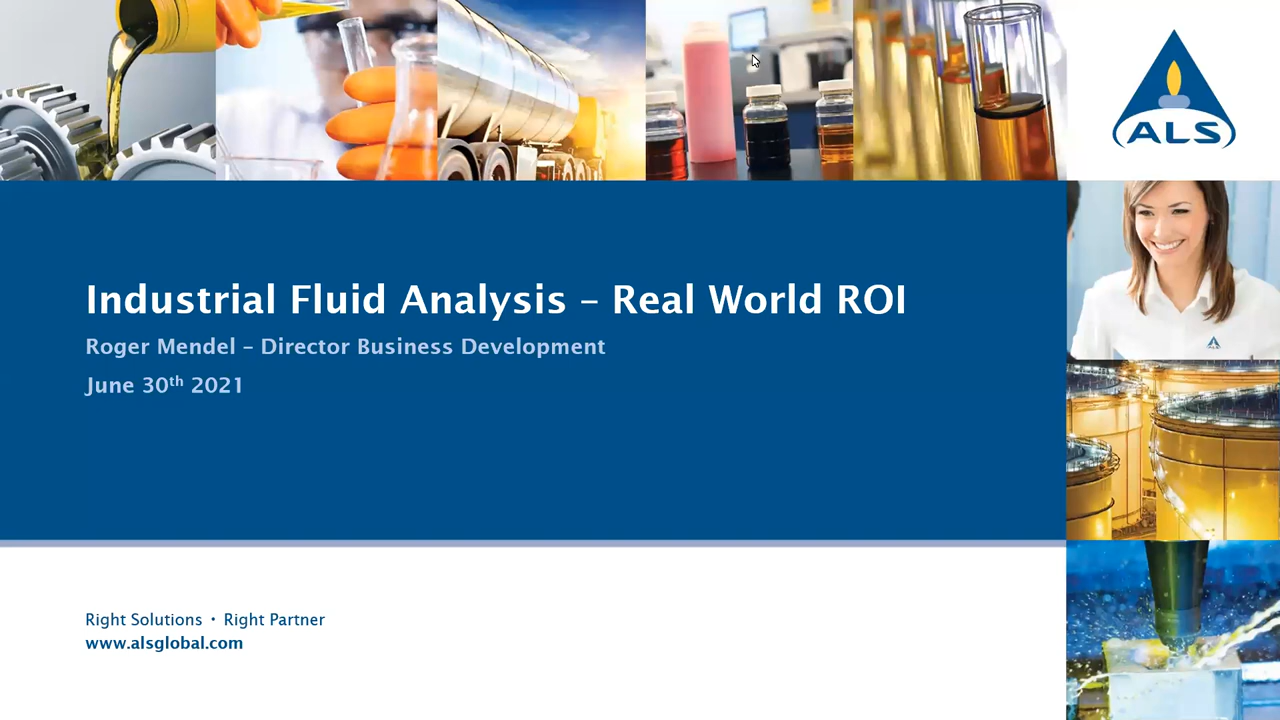 ALS
Industrial Fluid Analysis – Real World ROI
Roger Mendel – Director Business Development
June 30th 2021
Right Solutions • Right Partner
www.alsglobal.com